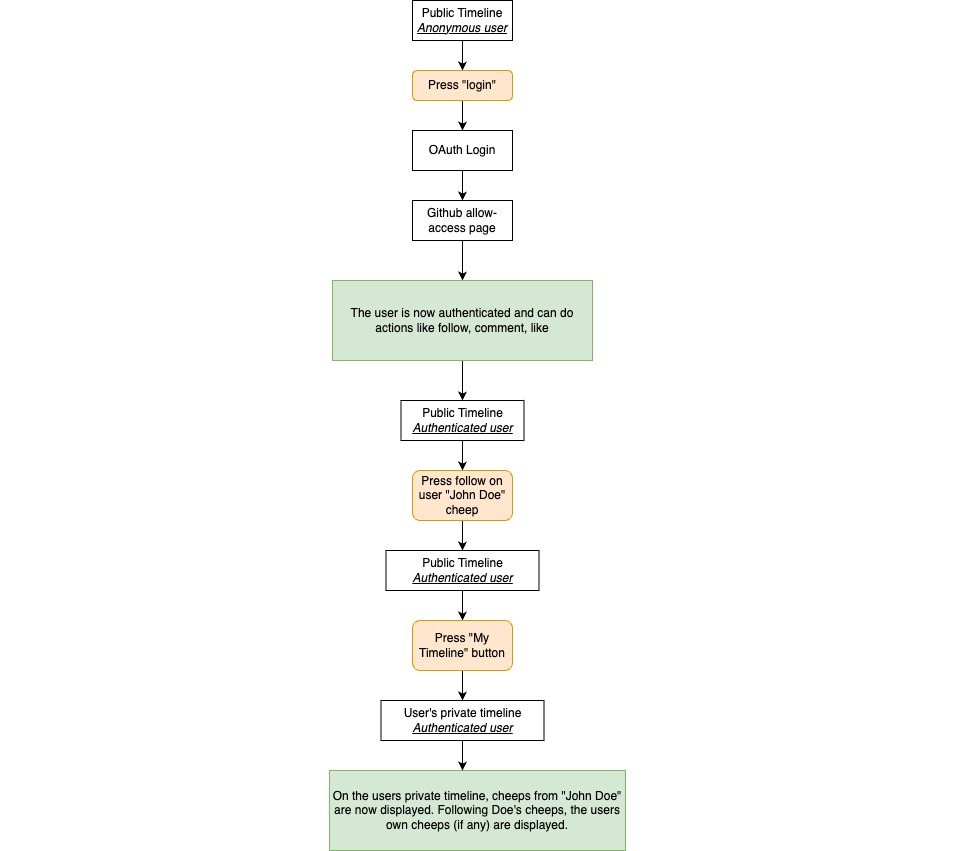 Public Timeline
Anonymous user
Press "login"
OAuth Login
Github allow-
access page
The user is now authenticated and can do
actions like follow, comment, like
Public Timeline
Authenticated user
Press follow on
user "John Doe"
cheep
Public Timeline
Authenticated user
Press "My
Timeline" button
User's private timeline
Authenticated user
On the users private timeline, cheeps from "John Doe"
are now displayed. Following Doe's cheeps, the users
own cheeps (if any) are displayed.